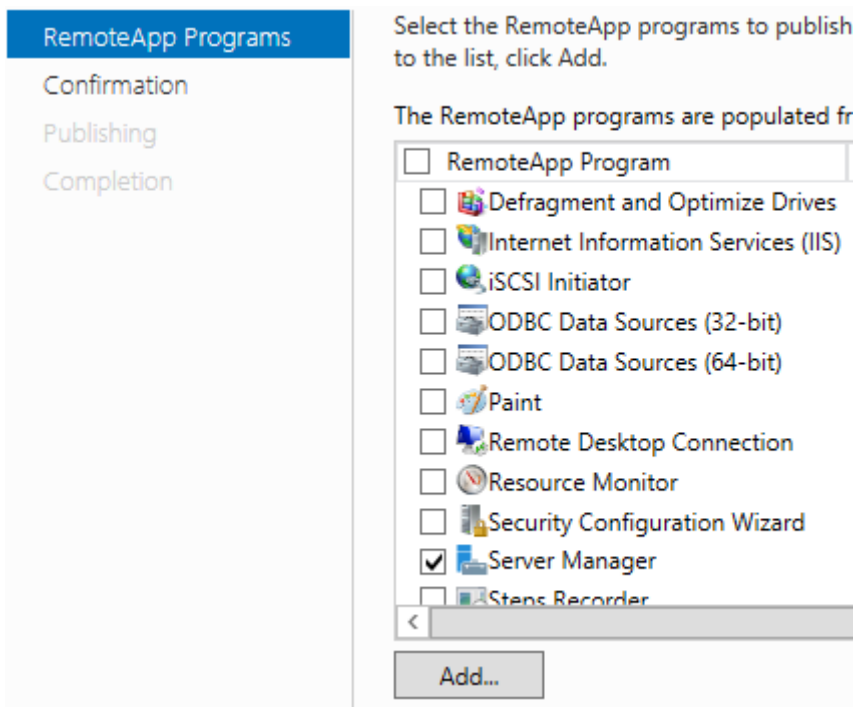 RemoteApp Programs
Confirmation
Publishing
Completion
Select the RemoteApp programs to publish
to the list, click Add.
The RemoteApp programs are populated fr
RemoteApp Program
Defragment and Optimize Drives
Internet Information Services (IIS)
iSCSI Initiator
ODBC Data Sources (32-bit)
ODBC Data Sources (64-bit)
Paint
Remote Desktop Connection
Resource Monitor
Security Configuration Wizard
Server Manager
Steps Recorder
Add...